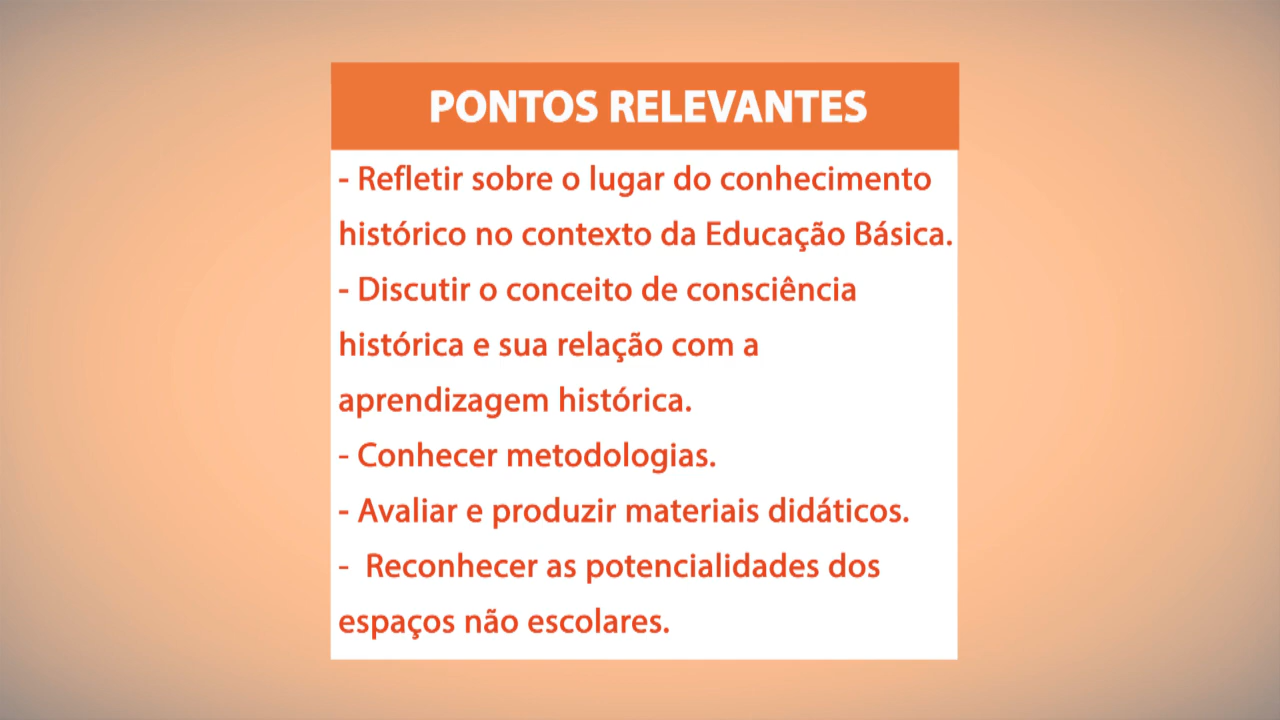 PONTOS RELEVANTES
- Refletir sobre o lugar do conhecimento
histórico no contexto da Educação Básica.
- Discutir o conceito de consciência
histórica e sua relação com a
aprendizagem histórica.
- Conhecer metodologias.
- Avaliar e produzir materiais didáticos.
-  Reconhecer as potencialidades dos
espaços não escolares.